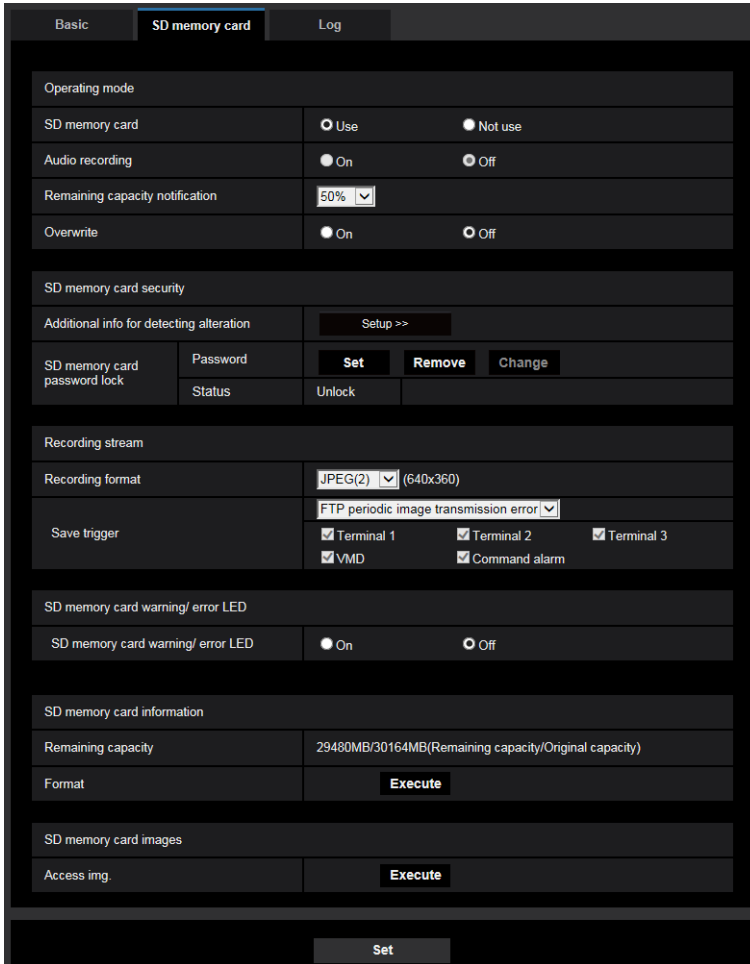 Basic SD memory card Log
Operating mode
SD memory card Use Not use
Audio recording On Off
Remaining capacity notification 50%
Overwrite On Off
SD memory card security
Additional info for detecting alteration Setup >>
SD memory card password lock Password Set Remove Change
Status Unlock
Recording stream
Recording format JPEG(2) (640x360)
Save trigger FTP periodic image transmission error
Terminal 1 Terminal 2 Terminal 3
VMD Command alarm
SD memory card warning/ error LED
SD memory card warning/ error LED On Off
SD memory card information
Remaining capacity 29480MB/30164MB(Remaining capacity/Original capacity)
Format Execute
SD memory card images
Access img. Execute
Set